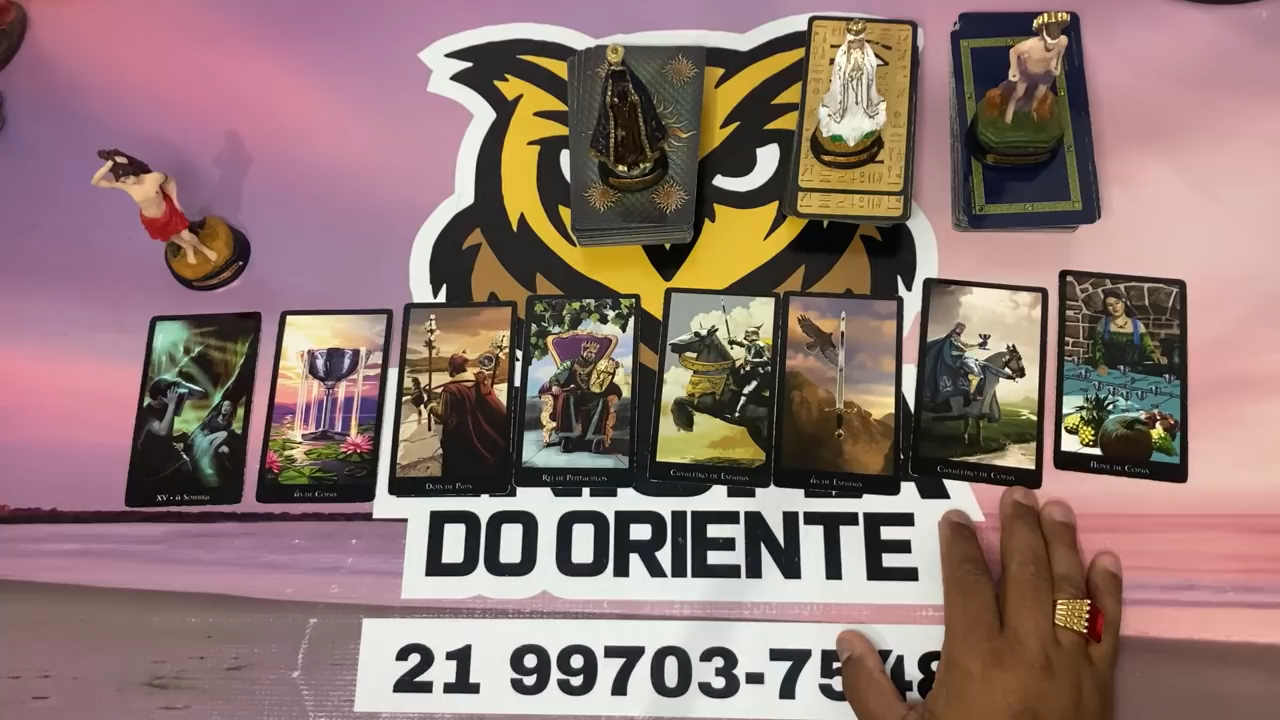 XV • A Sombra
Ás de Copas
Dois de Paus
Rei de Pentáculos
Cavaleiro de Espadas
Ás de Espadas
Cavaleiro de Copas
Nove de Copas
DO ORIENTE
21 99703-7548